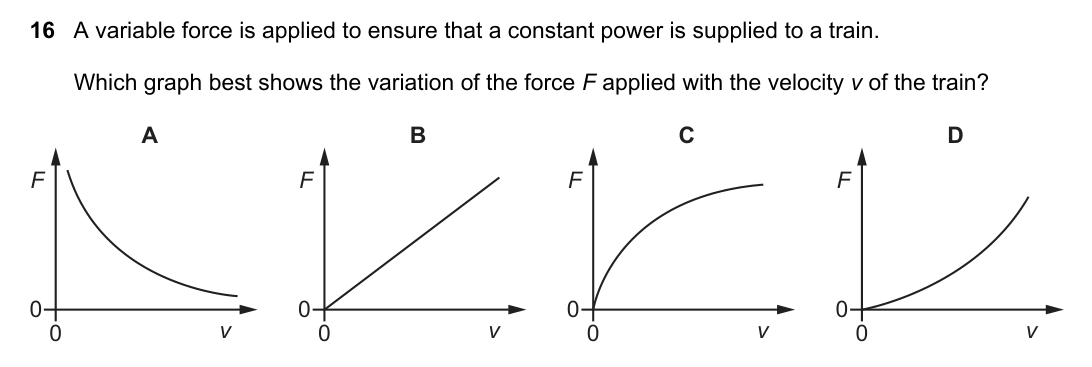 16 A variable force is applied to ensure that a constant power is supplied to a train.
Which graph best shows the variation of the force F applied with the velocity v of the train?
A B C D
F F F F
0 0 0 0
0 v 0 v 0 v 0 v